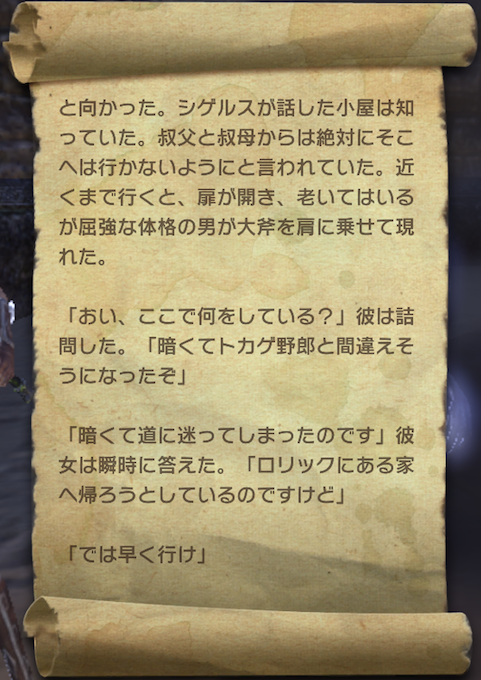 と向かった。シゲルスが話した小屋は知
っていた。叔父と叔母からは絶対にそこ
へは行かないようにと言われていた。近
くまで行くと、扉が開き、老いてはいる
が屈強な体格の男が大斧を肩に乗せて現
れた。
「おい、ここで何をしている？」彼は詰
問した。「暗くてトカゲ野郎と間違えそ
うになったぞ」
「暗くて道に迷ってしまったのです」彼
女は瞬時に答えた。「ロリックにある家
へ帰ろうとしているのですけど」
「では早く行け」